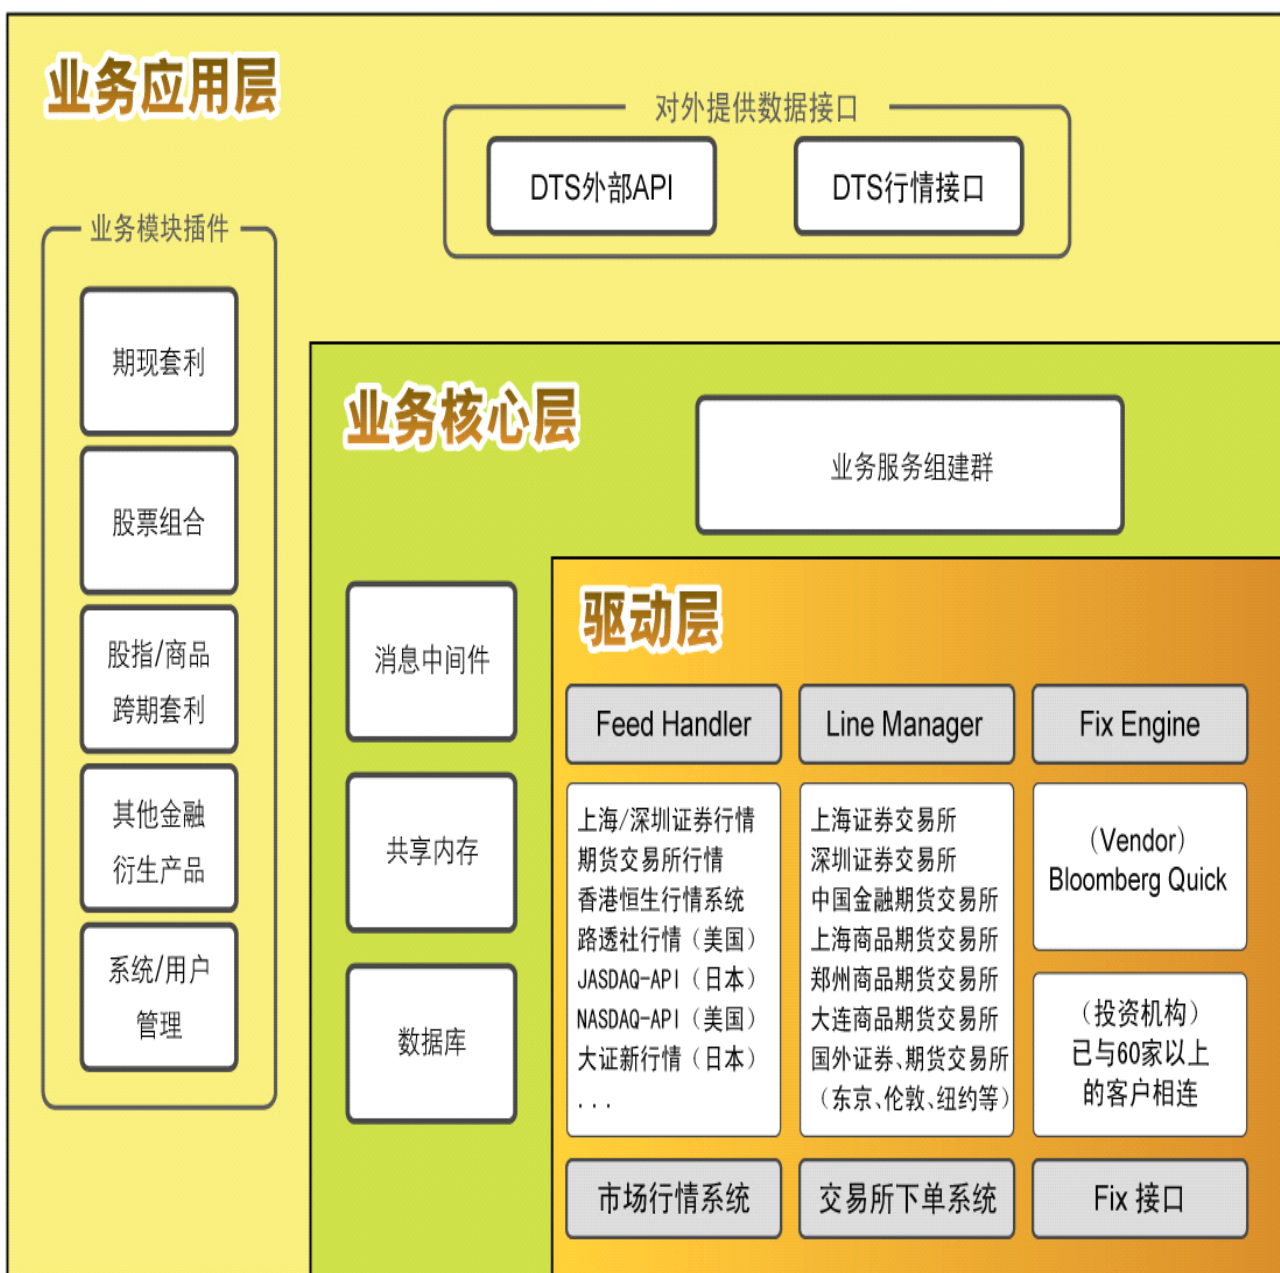 业务应用层
对外提供数据接口
DTS外部API
DTS行情接口
业务模块插件
期现套利
股票组合
股指/商品
跨期套利
其他金融
衍生产品
系统/用户
管理
业务核心层
业务服务组建群
消息中间件
共享内存
数据库
驱动层
Feed Handler
上海/深圳证券行情
期货交易所行情
香港恒生行情系统
路透社行情（美国）
JASDAQ-API（日本）
NASDAQ-API（美国）
大证新行情（日本）
...
市场行情系统
Line Manager
上海证券交易所
深圳证券交易所
中国金融期货交易所
上海商品期货交易所
郑州商品期货交易所
大连商品期货交易所
国外证券、期货交易所
（东京、伦敦、纽约等）
交易所下单系统
Fix Engine
（Vendor）
Bloomberg Quick
（投资机构）
已与60家以上
的客户相连
Fix 接口